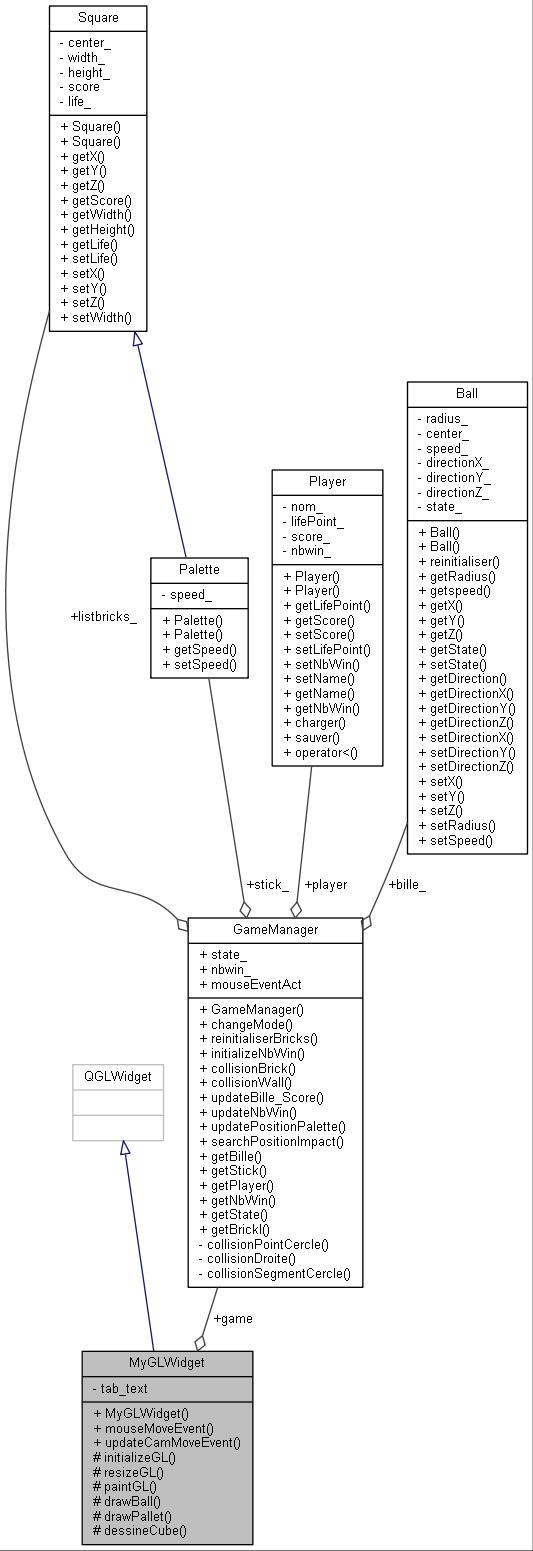 Square
- center_
- width_
- height_
- score
- life_
+ Square()
+ Square()
+ getX()
+ getY()
+ getZ()
+ getScore()
+ getWidth()
+ getHeight()
+ getLife()
+ setLife()
+ setX()
+ setY()
+ setZ()
+ setWidth()
Ball
- radius_
- center_
- speed_
- directionX_
- directionY_
- directionZ_
- state_
+ Ball()
+ Ball()
+ reinitialiser()
+ getRadius()
+ getspeed()
+ getX()
+ getY()
+ getZ()
+ getState()
+ setState()
+ getDirection()
+ getDirectionX()
+ getDirectionY()
+ getDirectionZ()
+ setDirectionX()
+ setDirectionY()
+ setDirectionZ()
+ setX()
+ setY()
+ setZ()
+ setRadius()
+ setSpeed()
Player
- nom_
- lifePoint_
- score_
- nbwin_
+ Player()
+ Player()
+ getLifePoint()
+ getScore()
+ setScore()
+ setLifePoint()
+ setNbWin()
+ setName()
+ getName()
+ getNbWin()
+ charger()
+ sauver()
+ operator<()
Palette
- speed_
+ Palette()
+ Palette()
+ getSpeed()
+ setSpeed()
+listbricks_
+stick_
+player
+bille_
GameManager
+ state_
+ nbwin_
+ mouseEventAct
+ GameManager()
+ changeMode()
+ reinitialiserBricks()
+ initializeNbWin()
+ collisionBrick()
+ collisionWall()
+ updateBille_Score()
+ updateNbWin()
+ updatePositionPalette()
+ searchPositionImpact()
+ getBille()
+ getStick()
+ getPlayer()
+ getNbWin()
+ getState()
+ getBrickI()
- collisionPointCercle()
- collisionDroite()
- collisionSegmentCercle()
QGLWidget
+game
MyGLWidget
- tab_text
+ MyGLWidget()
+ mouseMoveEvent()
+ updateCamMoveEvent()
# initializeGL()
# resizeGL()
# paintGL()
# drawBall()
# drawPallet()
# dessineCube()